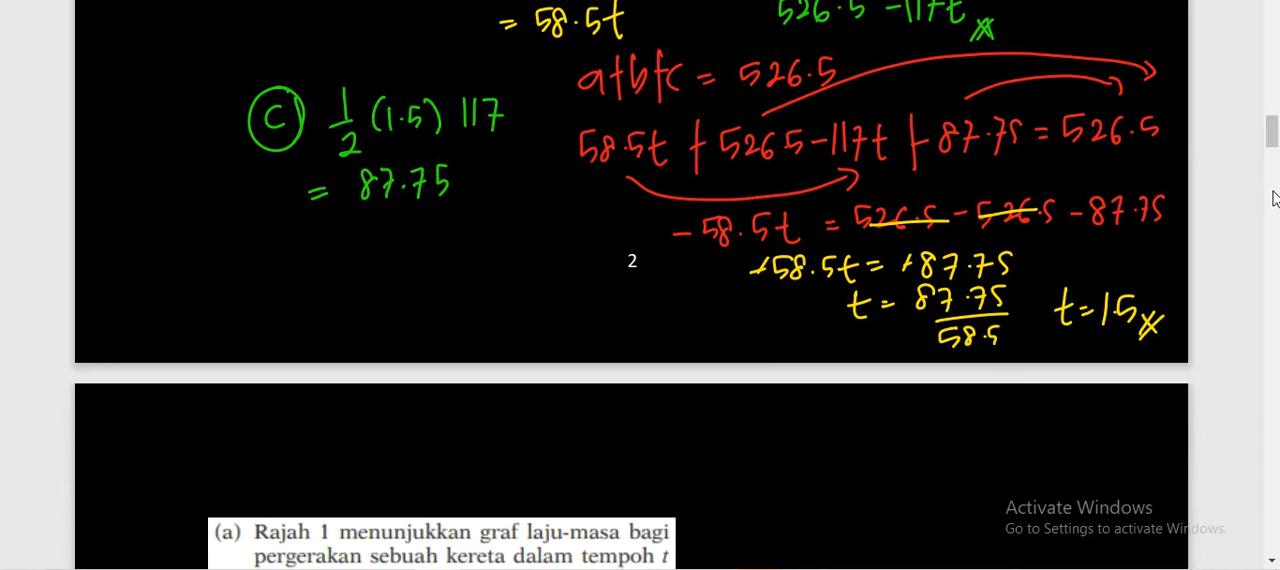 = 58.5t
526.5 - 117t
a+b+c = 526.5
C 1/2 (1.5) 117
= 87.75
58.5t + 526.5 - 117t + 87.75 = 526.5
- 58.5t = 526.5 - 526.5 - 87.75
2
+58.5t = +87.75
t = 87.75/58.5 t = 1.5
Activate Windows
Go to Settings to activate Windows.
(a) Rajah 1 menunjukkan graf laju-masa bagi
pergerakan sebuah kereta dalam tempoh t